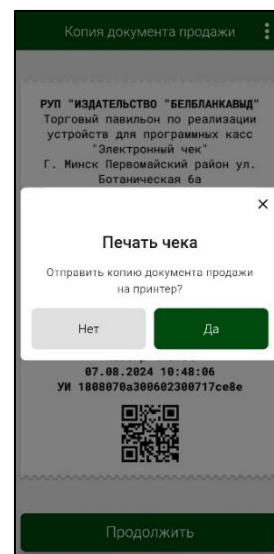 Копия документа продажи
РУП "ИЗДАТЕЛЬСТВО "БЕЛБЛАНКАВЫД"
Торговый павильон по реализации
устройств для программных касс
"Электронный чек"
Г. Минск Первомайский район ул.
Ботаническая 6а
Печать чека
Отправить копию документа продажи
на принтер?
Нет
Да
07.08.2024 10:48:06
УИ 1808070a300602300717ce8e
Продолжить